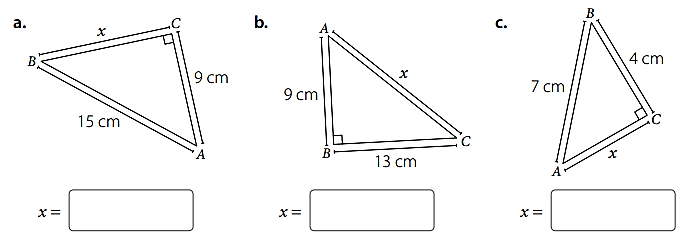 a.
B
x
C
9 cm
15 cm
A
x =
b.
A
x
9 cm
B
C
13 cm
x =
c.
B
4 cm
7 cm
C
x
A
x =